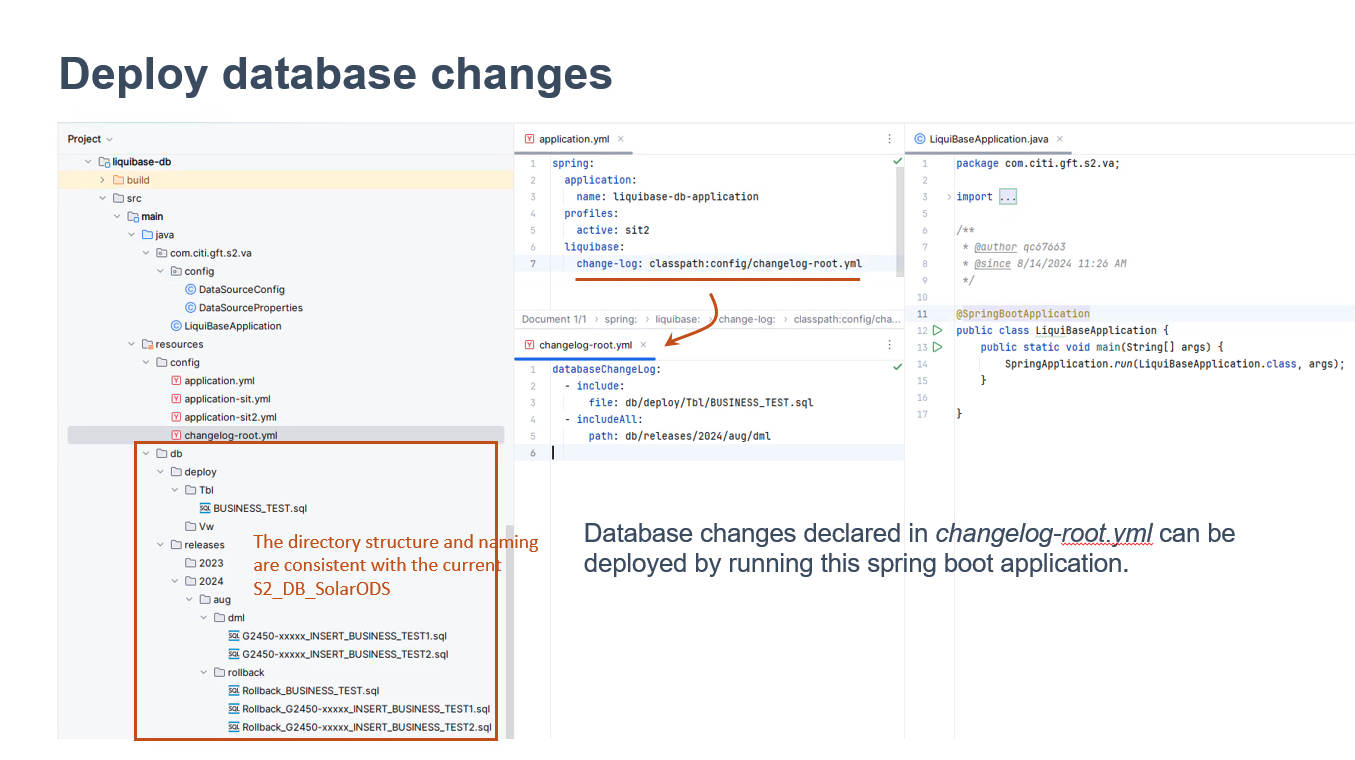 Deploy database changes
Project
liquibase-db
build
src
main
java
com.citi.gft.s2.va
config
DataSourceConfig
DataSourceProperties
LiquiBaseApplication
resources
config
application.yml
application-sit.yml
application-sit2.yml
changelog-root.yml
db
deploy
Tbl
BUSINESS_TEST.sql
Vw
releases
2023
2024
aug
dml
G2450-xxxxx_INSERT_BUSINESS_TEST1.sql
G2450-xxxxx_INSERT_BUSINESS_TEST2.sql
rollback
Rollback_BUSINESS_TEST.sql
Rollback_G2450-xxxxx_INSERT_BUSINESS_TEST1.sql
Rollback_G2450-xxxxx_INSERT_BUSINESS_TEST2.sql
The directory structure and naming
are consistent with the current
S2_DB_SolarODS
application.yml
1 spring:
2 application:
3 name: liquibase-db-application
4 profiles:
5 active: sit2
6 liquibase:
7 change-log: classpath:config/changelog-root.yml
Document 1/1 › spring: › liquibase: › change-log: › classpath:config/cha...
changelog-root.yml
1 databaseChangeLog:
2 - include:
3 file: db/deploy/Tbl/BUSINESS_TEST.sql
4 - includeAll:
5 path: db/releases/2024/aug/dml
6
LiquiBaseApplication.java
1 package com.citi.gft.s2.va;
2
3 import ...
5
6 /**
7 * @author qc67663
8 * @since 8/14/2024 11:26 AM
9 */
10
11 @SpringBootApplication
12 public class LiquiBaseApplication {
13 public static void main(String[] args) {
14 SpringApplication.run(LiquiBaseApplication.class, args);
15 }
16
17 }
Database changes declared in changelog-root.yml can be
deployed by running this spring boot application.